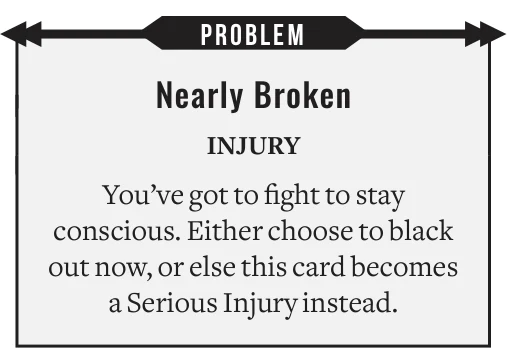 PROBLEM
Nearly Broken
INJURY
You’ve got to fight to stay
conscious. Either choose to black
out now, or else this card becomes
a Serious Injury instead.